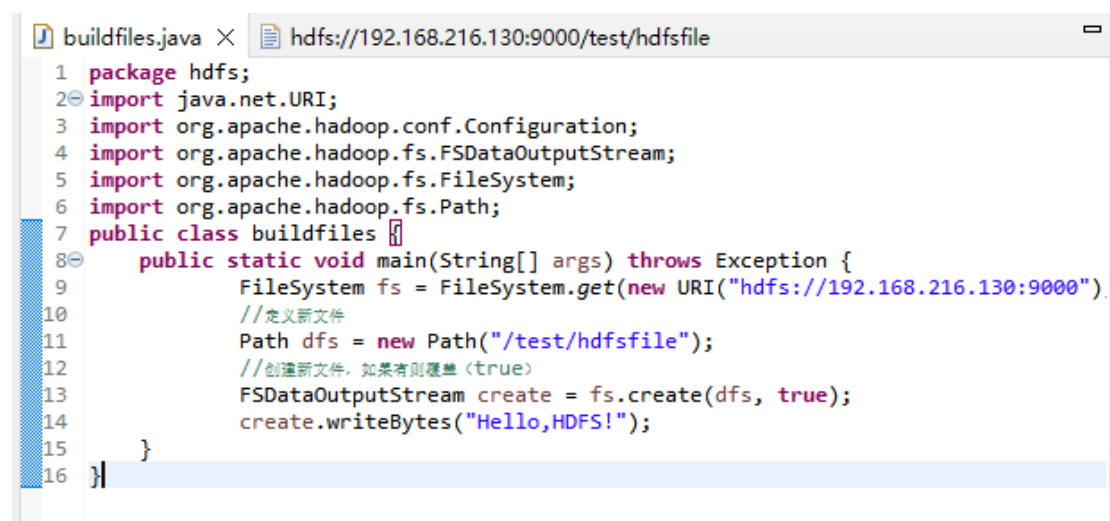 buildfiles.java
hdfs://192.168.216.130:9000/test/hdfsfile
1 package hdfs;
2 import java.net.URI;
3 import org.apache.hadoop.conf.Configuration;
4 import org.apache.hadoop.fs.FSDataOutputStream;
5 import org.apache.hadoop.fs.FileSystem;
6 import org.apache.hadoop.fs.Path;
7 public class buildfiles {
8 public static void main(String[] args) throws Exception {
9 FileSystem fs = FileSystem.get(new URI("hdfs://192.168.216.130:9000"),
10 //定义新文件
11 Path dfs = new Path("/test/hdfsfile");
12 //创建新文件，如果有则覆盖（true）
13 FSDataOutputStream create = fs.create(dfs, true);
14 create.writeBytes("Hello,HDFS!");
15 }
16 }